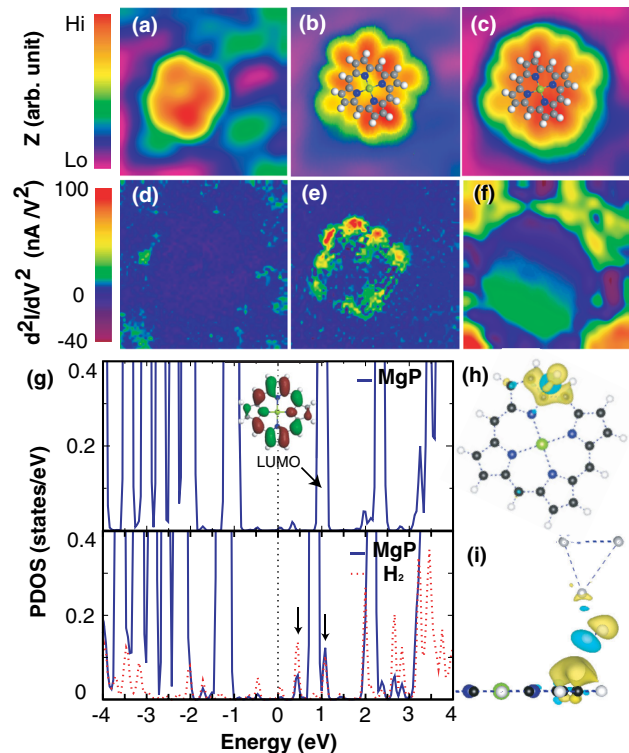 Hi
Z (arb. unit)
Lo
(a)
(b)
(c)
100
d²I/dV² (nA /V²)
0
-40
(d)
(e)
(f)
(g)
0.4
0.2
MgP
LUMO
0.4
0.2
0
MgP
H₂
PDOS (states/eV)
-4 -3 -2 -1 0 1 2 3 4
Energy (eV)
(h)
(i)